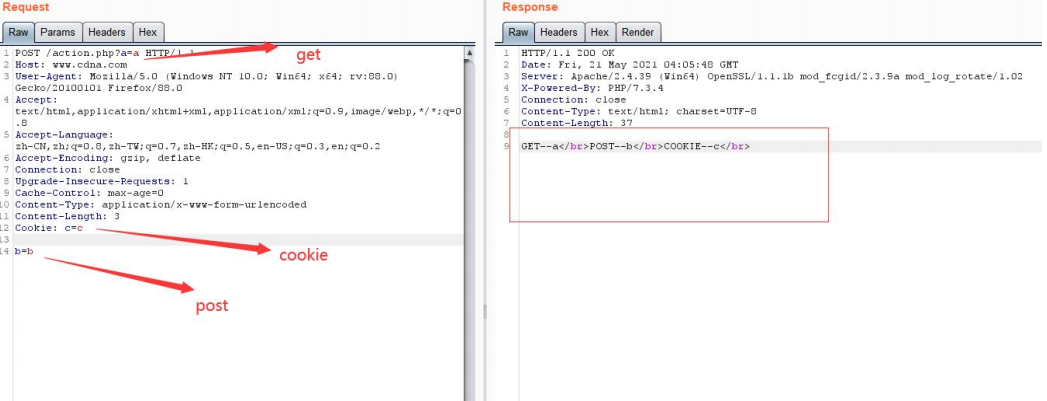 Request
Raw Params Headers Hex
1 POST /action.php?a=a HTTP/1.1
get
2 Host: www.cdna.com
3 User-Agent: Mozilla/5.0 (Windows NT 10.0; Win64; x64; rv:88.0)
Gecko/20100101 Firefox/88.0
4 Accept:
text/html,application/xhtml+xml,application/xml;q=0.9,image/webp,*/*;q=0
.8
5 Accept-Language:
zh-CN,zh;q=0.8,zh-TW;q=0.7,zh-HK;q=0.5,en-US;q=0.3,en;q=0.2
6 Accept-Encoding: gzip, deflate
7 Connection: close
8 Upgrade-Insecure-Requests: 1
9 Cache-Control: max-age=0
10 Content-Type: application/x-www-form-urlencoded
11 Content-Length: 3
12 Cookie: c=c
13
cookie
14 b=b
post
Response
Raw Headers Hex Render
1 HTTP/1.1 200 OK
2 Date: Fri, 21 May 2021 04:05:48 GMT
3 Server: Apache/2.4.39 (Win64) OpenSSL/1.1.1b mod_fcgid/2.3.9a mod_log_rotate/1.02
4 X-Powered-By: PHP/7.3.4
5 Connection: close
6 Content-Type: text/html; charset=UTF-8
7 Content-Length: 37
8
9 GET--a</br>POST--b</br>COOKIE--c</br>